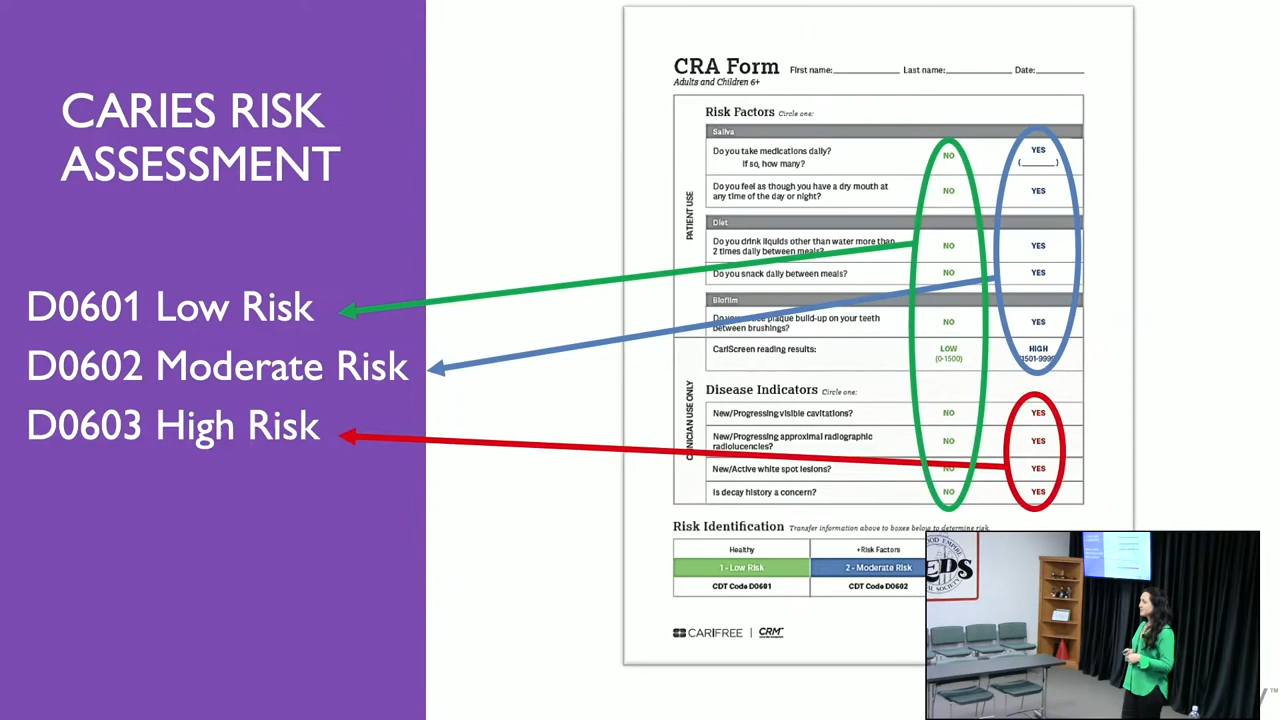 CARIES RISK
ASSESSMENT
D0601 Low Risk
D0602 Moderate Risk
D0603 High Risk
CRA Form
First name: Last name: Date:
Adults and Children 6+
Risk Factors Circle one:
Saliva
PATIENT USE
Do you take medications daily? NO YES
If so, how many? ( )
Do you feel as though you have a dry mouth at
any time of the day or night? NO YES
Diet
Do you drink liquids other than water more than
2 times daily between meals? NO YES
Do you snack daily between meals? NO YES
Biofilm
plaque build-up on your teeth
between brushings? NO YES
CLINICIAN USE ONLY
CariScreen reading results: LOW HIGH
(0-1500) 1501-9999
Disease Indicators Circle one:
New/Progressing visible cavitations? NO YES
New/Progressing approximal radiographic
radiolucencies? NO YES
New/Active white spot lesions? NO YES
Is decay history a concern? NO YES
Risk Identification Transfer information above to boxes below to determine risk.
Healthy +Risk Factors
1 - Low Risk 2 - Moderate Risk
CDT Code D0601 CDT Code D0602
CARIFREE | CRM